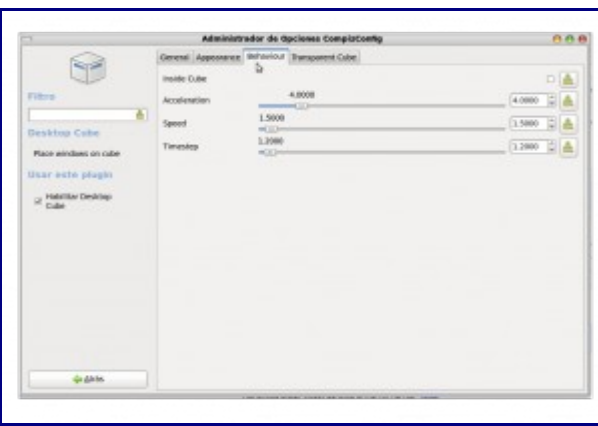 Administrador de Opciones CompizConfig
General Appearance Behaviour Transparent Cube
Filtro
Desktop Cube
Place windows on cube
Usar este plugin
Habilitar Desktop
Cube
Atrás
Inside Cube
Acceleration 4.0000 4.0000
Speed 1.5000 1.5000
Timestep 1.2000 1.2000